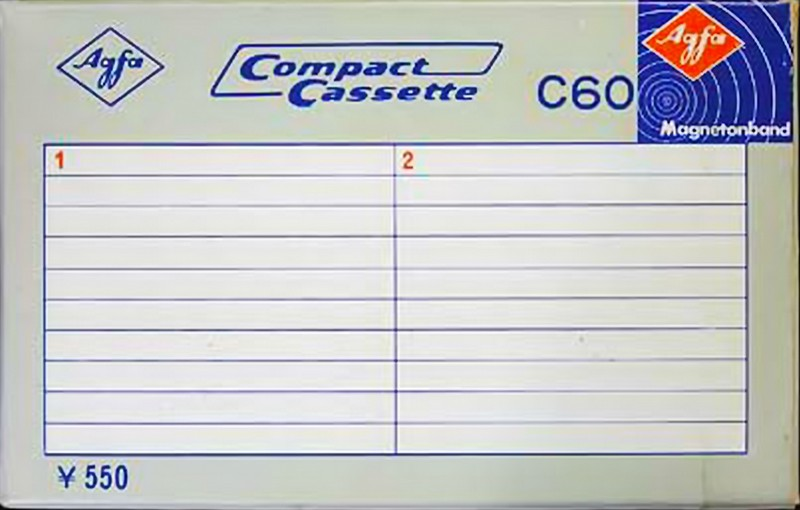 Agfa
Compact
Cassette
C60
Agfa
Magnetonband
1
2
¥ 550